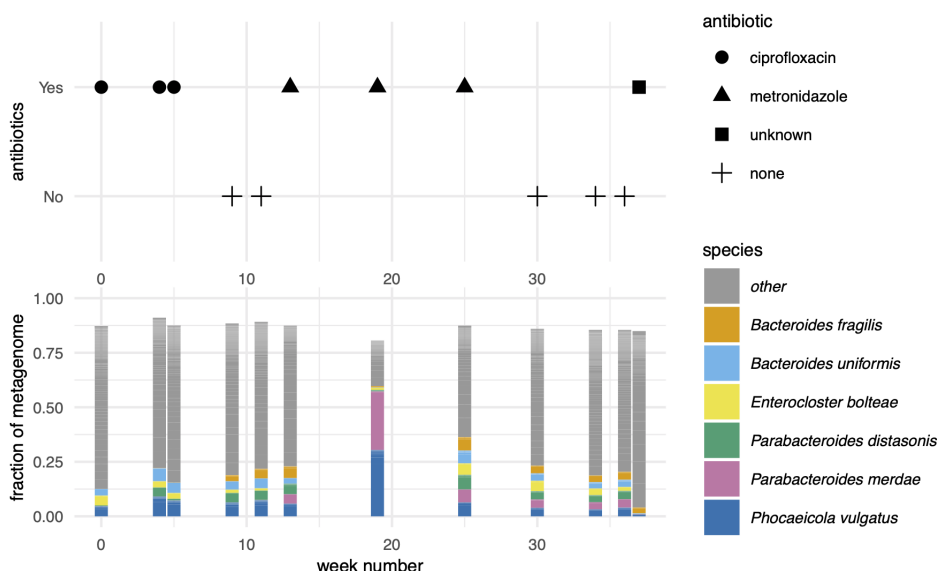 antibiotics
Yes
No
0
10
20
30
fraction of metagenome
1.00
0.75
0.50
0.25
0.00
0
10
20
30
week number
antibiotic
ciprofloxacin
metronidazole
unknown
none
species
other
Bacteroides fragilis
Bacteroides uniformis
Enterocloster bolteae
Parabacteroides distasonis
Parabacteroides merdae
Phocaeicola vulgatus